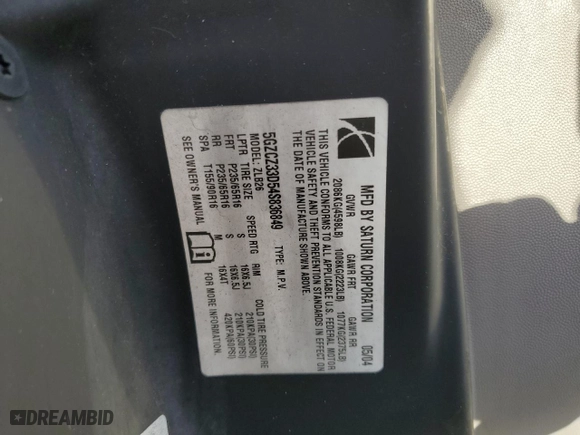 MFD BY SATURN CORPORATION 05/04
GVWR GAWR FRT GAWR RR
2086KG(4598LB) 1008KG(2223LB) 1077KG(2375LB)
THIS VEHICLE CONFORMS TO ALL APPLICABLE U.S. FEDERAL MOTOR
VEHICLE SAFETY AND THEFT PREVENTION STANDARDS IN EFFECT ON
THE DATE OF MANUFACTURE SHOWN ABOVE.
5GZCZ33D54S836849 TYPE: M.P.V.
MODEL: ZLB26
LPTR TIRE SIZE SPEED RTG RIM COLD TIRE PRESSURE
FRT P235/65R16 S 16X6.5J 210KPA(30PSI)
RR P235/65R16 S 16X6.5J 210KPA(30PSI)
SPA T155/90R16 M 16X4T 420KPA(60PSI)
SEE OWNER'S MANUAL FOR MORE INFORMATION.
DREAMBID